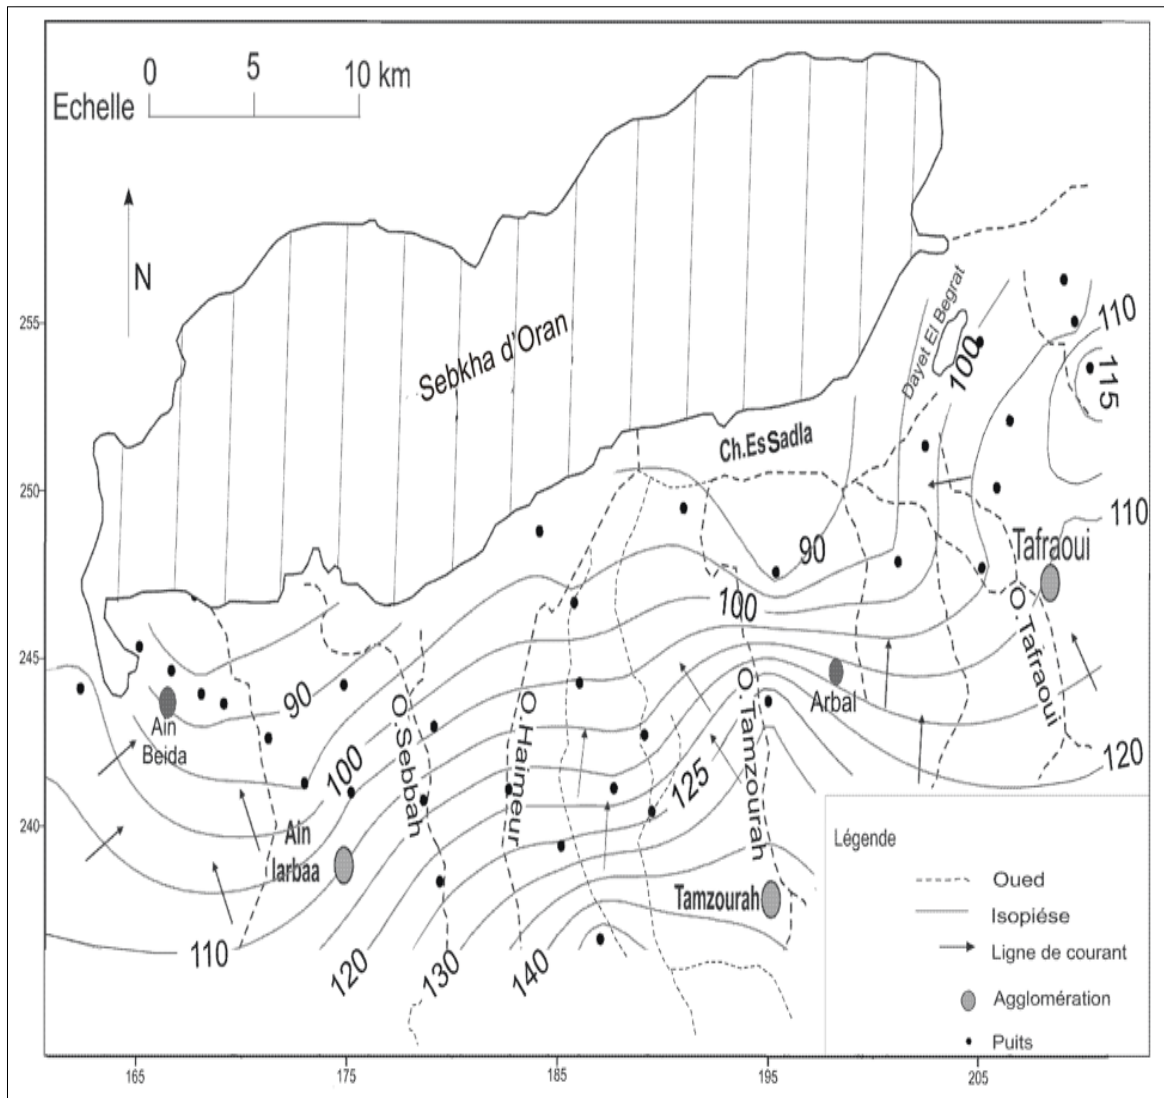 0 5 10 km
Echelle
N
Sebkha d'Oran
Dayet El Begrat
100
110
115
110
Ch.Es Sadla
Tafraoui
90
100
O. Tafraoui
O. Tamzourah
Arbal
120
Ain
Beida
90
100
O. Sebbah
O. Haimeur
125
Ain
Iarbaa
Tamzourah
110
120
130
140
Légende
Oued
Isopiése
Ligne de courant
Agglomération
Puits
255
250
245
240
165 175 185 195 205